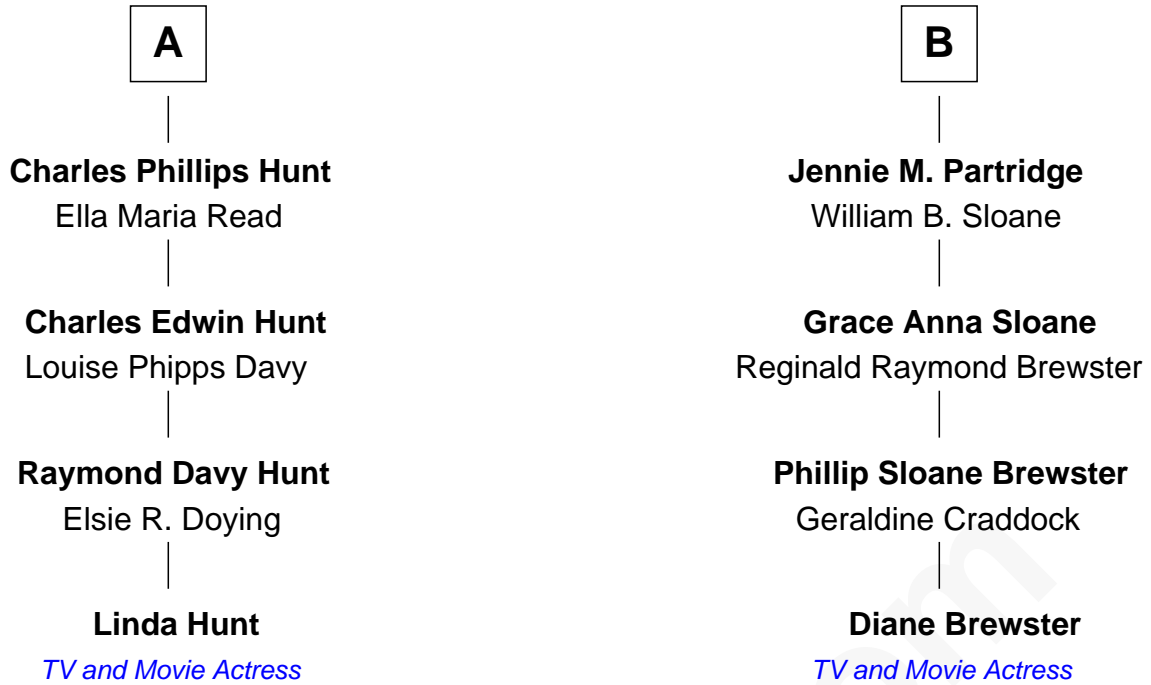 A
Charles Phillips Hunt
Ella Maria Read
Charles Edwin Hunt
Louise Phipps Davy
Raymond Davy Hunt
Elsie R. Doying
Linda Hunt
TV and Movie Actress
B
Jennie M. Partridge
William B. Sloane
Grace Anna Sloane
Reginald Raymond Brewster
Phillip Sloane Brewster
Geraldine Craddock
Diane Brewster
TV and Movie Actress